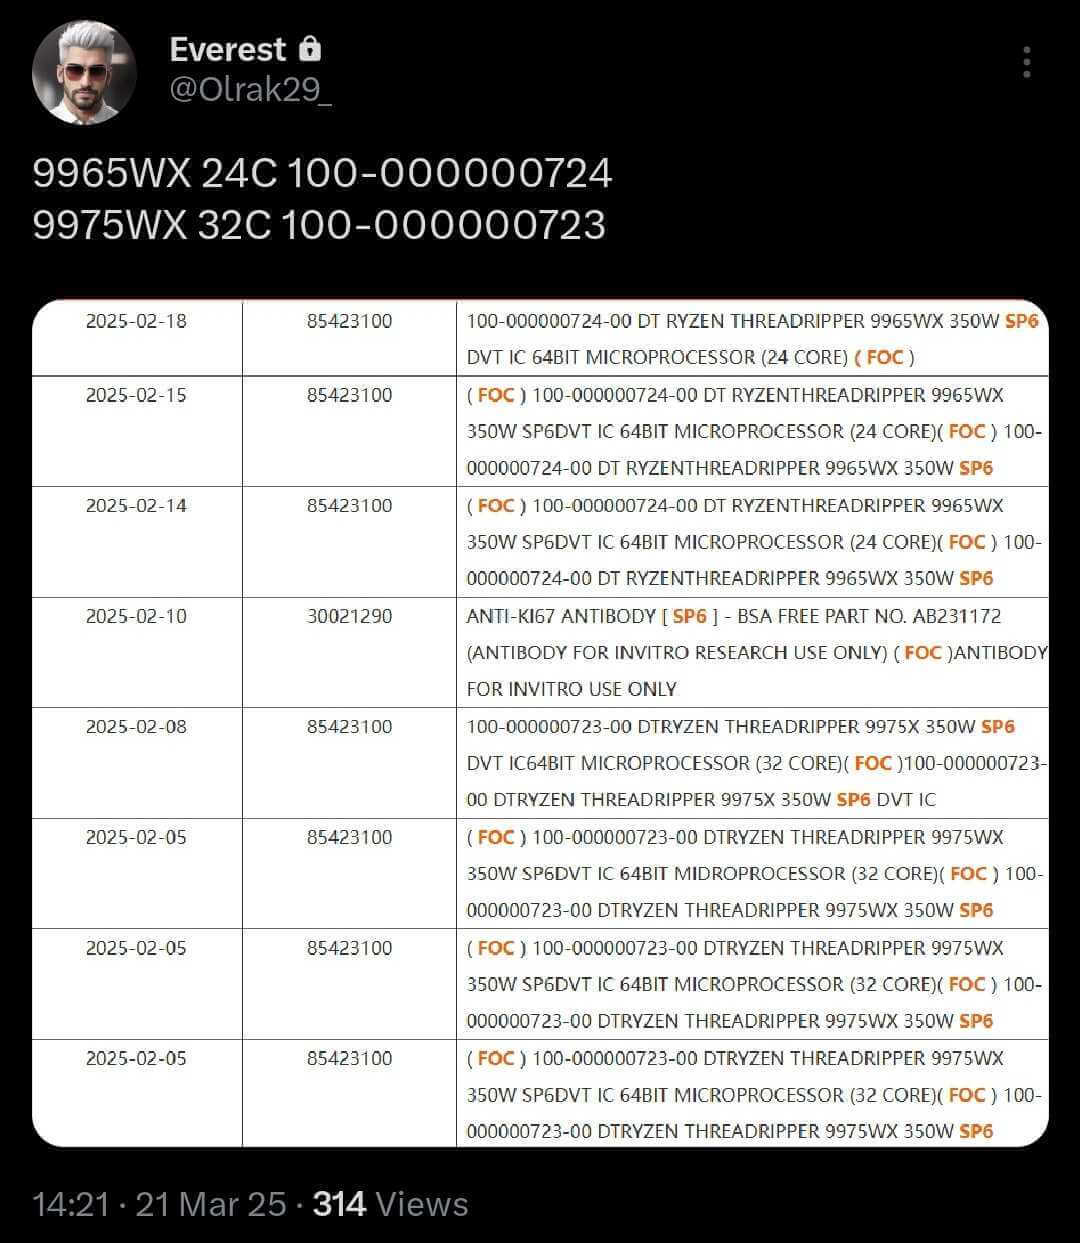 Everest
@Olrak29_
9965WX 24C 100-000000724
9975WX 32C 100-000000723
2025-02-18 85423100 100-000000724-00 DT RYZEN THREADRIPPER 9965WX 350W SP6
DVT IC 64BIT MICROPROCESSOR (24 CORE) ( FOC )
2025-02-15 85423100 ( FOC ) 100-000000724-00 DT RYZENTHREADRIPPER 9965WX
350W SP6DVT IC 64BIT MICROPROCESSOR (24 CORE)( FOC ) 100-
000000724-00 DT RYZENTHREADRIPPER 9965WX 350W SP6
2025-02-14 85423100 ( FOC ) 100-000000724-00 DT RYZENTHREADRIPPER 9965WX
350W SP6DVT IC 64BIT MICROPROCESSOR (24 CORE)( FOC ) 100-
000000724-00 DT RYZENTHREADRIPPER 9965WX 350W SP6
2025-02-10 30021290 ANTI-KI67 ANTIBODY [ SP6 ] - BSA FREE PART NO. AB231172
(ANTIBODY FOR INVITRO RESEARCH USE ONLY) ( FOC )ANTIBODY
FOR INVITRO USE ONLY
2025-02-08 85423100 100-000000723-00 DTRYZEN THREADRIPPER 9975X 350W SP6
DVT IC64BIT MICROPROCESSOR (32 CORE)( FOC )100-000000723-
00 DTRYZEN THREADRIPPER 9975X 350W SP6 DVT IC
2025-02-05 85423100 ( FOC ) 100-000000723-00 DTRYZEN THREADRIPPER 9975WX
350W SP6DVT IC 64BIT MIDROPROCESSOR (32 CORE)( FOC ) 100-
000000723-00 DTRYZEN THREADRIPPER 9975WX 350W SP6
2025-02-05 85423100 ( FOC ) 100-000000723-00 DTRYZEN THREADRIPPER 9975WX
350W SP6DVT IC 64BIT MICROPROCESSOR (32 CORE)( FOC ) 100-
000000723-00 DTRYZEN THREADRIPPER 9975WX 350W SP6
2025-02-05 85423100 ( FOC ) 100-000000723-00 DTRYZEN THREADRIPPER 9975WX
350W SP6DVT IC 64BIT MICROPROCESSOR (32 CORE)( FOC ) 100-
000000723-00 DTRYZEN THREADRIPPER 9975WX 350W SP6
14:21 · 21 Mar 25 · 314 Views